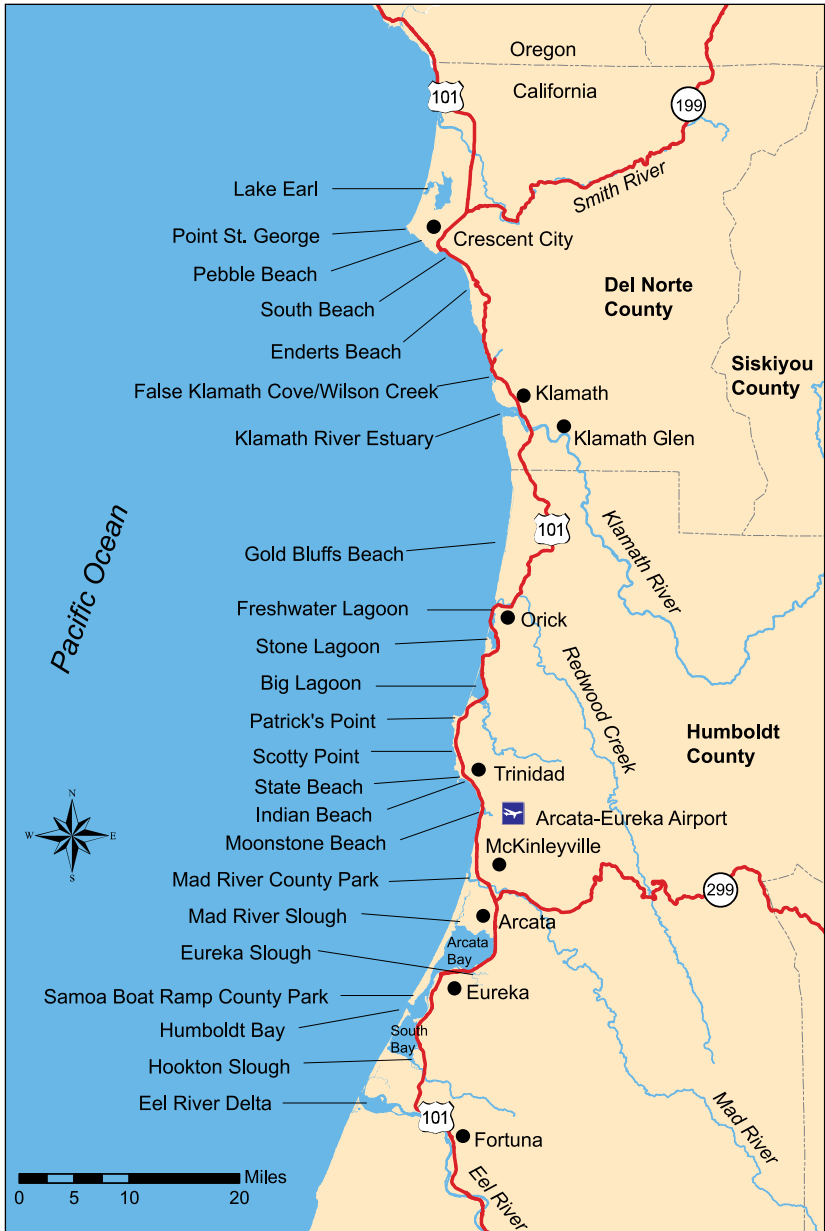 Oregon
California
101
199
Lake Earl
Smith River
Point St. George
Crescent City
Pebble Beach
South Beach
Del Norte
County
Enderts Beach
Siskiyou
County
False Klamath Cove/Wilson Creek
Klamath
Klamath River Estuary
Klamath Glen
Pacific Ocean
101
Klamath River
Gold Bluffs Beach
Freshwater Lagoon
Orick
Stone Lagoon
Redwood Creek
Big Lagoon
Patrick's Point
Humboldt
County
Scotty Point
Trinidad
State Beach
Indian Beach
Arcata-Eureka Airport
Moonstone Beach
N
W
E
S
McKinleyville
Mad River County Park
299
Mad River Slough
Arcata
Arcata
Bay
Eureka Slough
Samoa Boat Ramp County Park
Eureka
Humboldt Bay
South
Bay
Hookton Slough
Eel River Delta
Mad River
101
Fortuna
Eel River
Miles
0 5 10 20